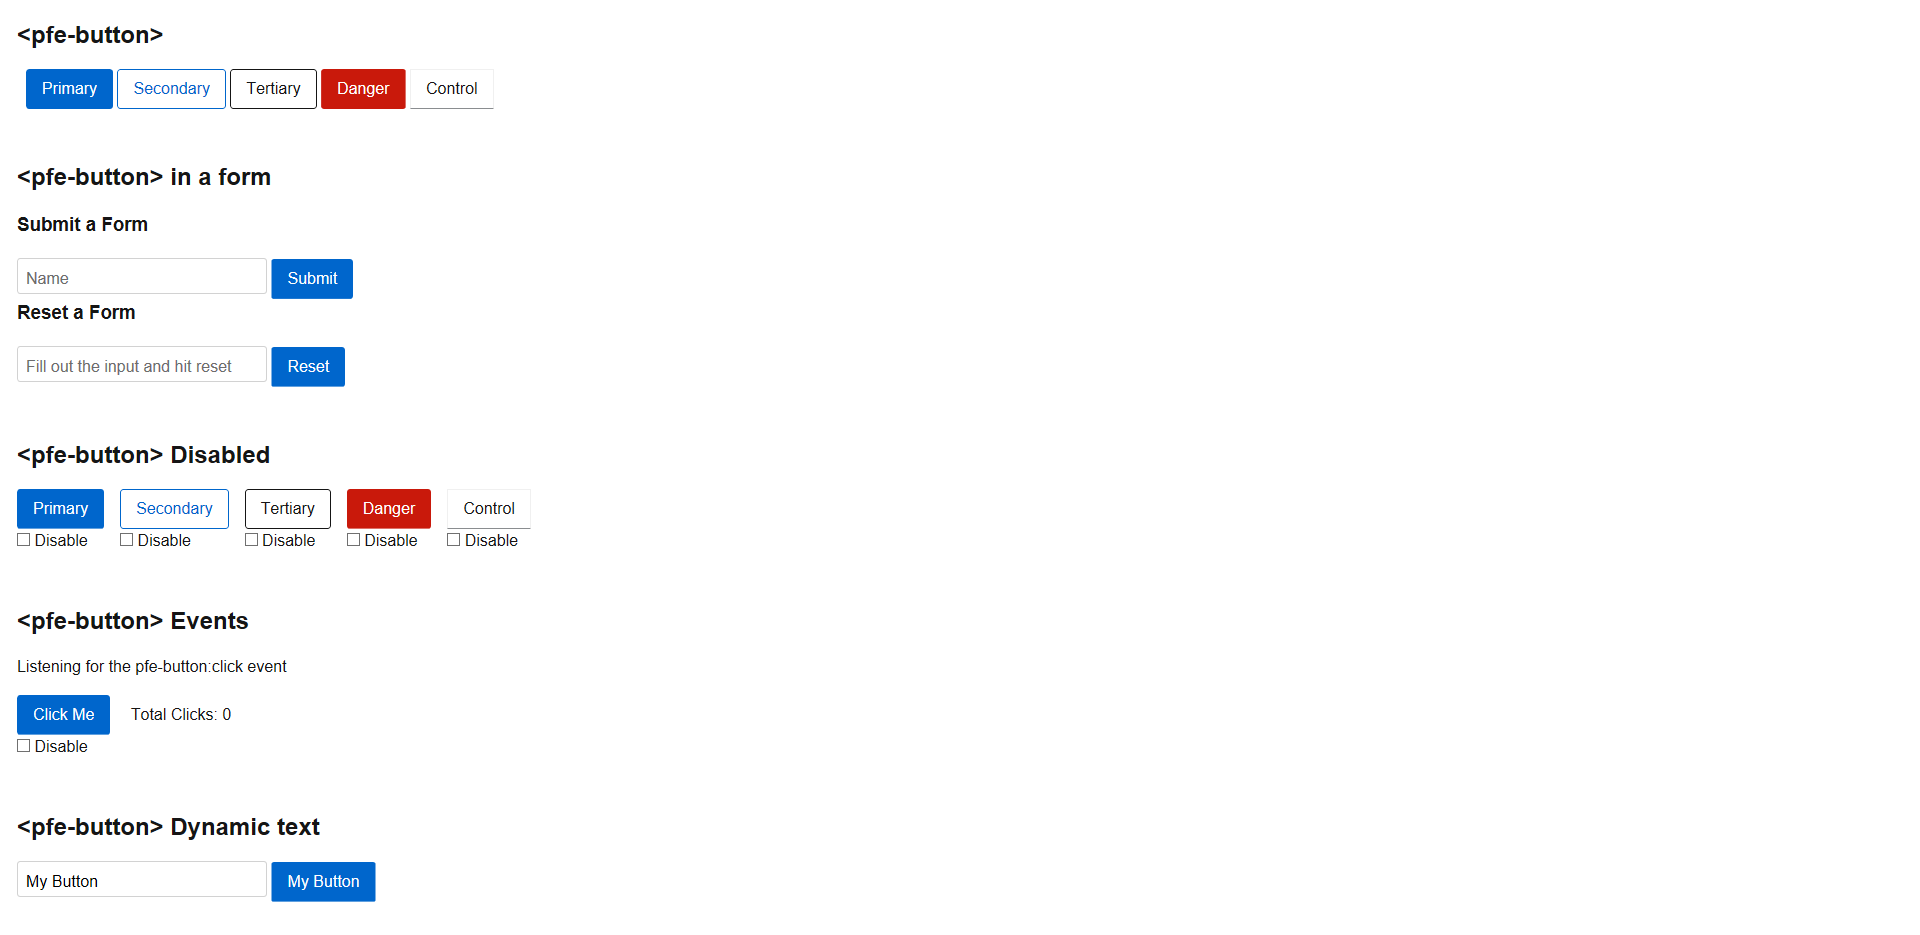 <pfe-button>
Primary Secondary Tertiary Danger Control
<pfe-button> in a form
Submit a Form
Name Submit
Reset a Form
Fill out the input and hit reset Reset
<pfe-button> Disabled
Primary Secondary Tertiary Danger Control
Disable Disable Disable Disable Disable
<pfe-button> Events
Listening for the pfe-button:click event
Click Me Total Clicks: 0
Disable
<pfe-button> Dynamic text
My Button My Button